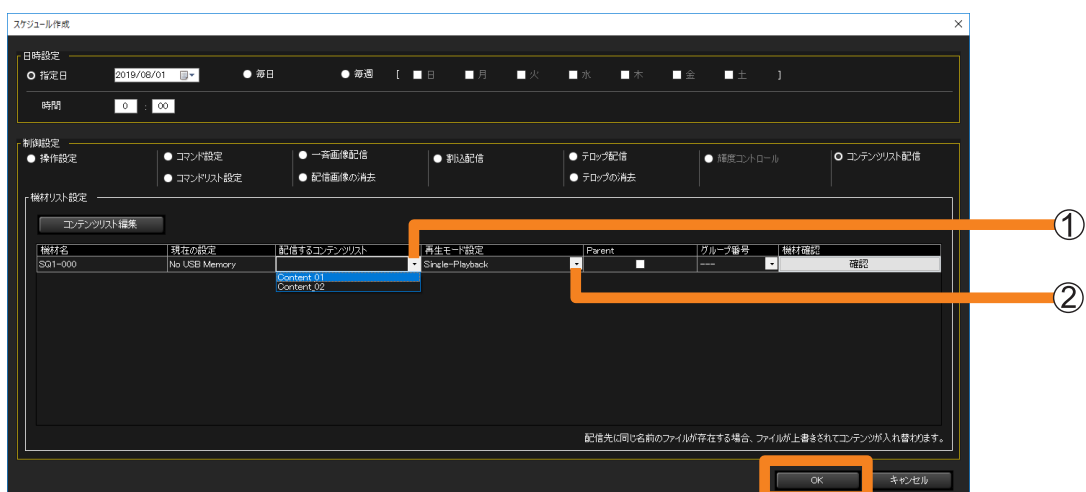 スケジュール作成
日時設定
指定日 2019/08/01 毎日 毎週 [ 日 月 火 水 木 金 土 ]
時間 0 : 00
制御設定
操作設定 コマンド設定 一斉画像配信 割込配信 テロップ配信 輝度コントロール コンテンツリスト配信
コマンドリスト設定 配信画像の消去 テロップの消去
機材リスト設定
コンテンツリスト編集
①
機材名 現在の設定 配信するコンテンツリスト 再生モード設定 Parent グループ番号 機材確認
SQ1-000 No USB Memory Single-Playback --- 確認
Content_01
Content_02
②
配信先に同じ名前のファイルが存在する場合、ファイルが上書きされてコンテンツが入れ替わります。
OK キャンセル